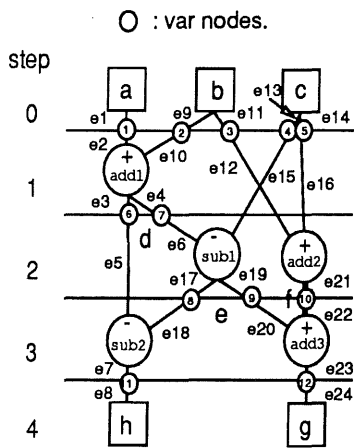 O : var nodes.
step
a b c
0
e13
e1 e9 e11 e14
1 2 3 4 5
e2 e10
+
add1
e12 e15 e16
1
e3 e4
6 7
d
e6
-
sub1
+
add2
e5
2
e17 e19 e21
8 9 f 10
e
e18 e20 e22
-
sub2
+
add3
3
e7 e23
1 12
e8 e24
4
h g